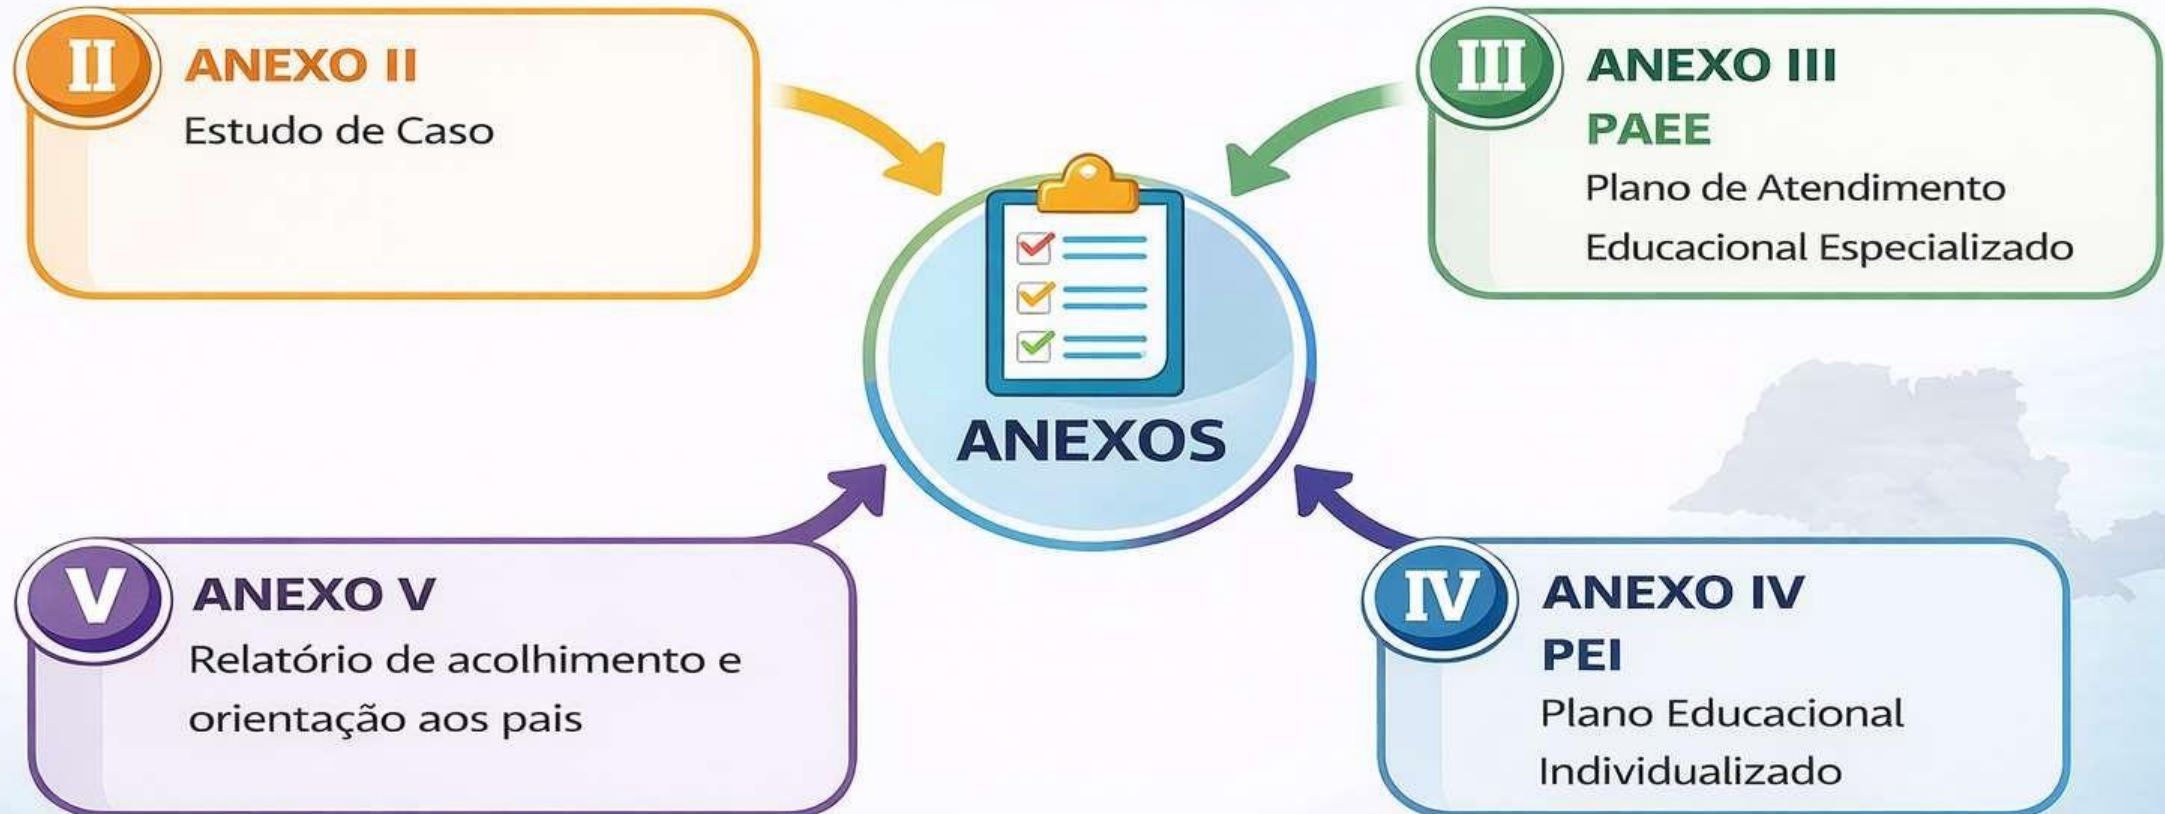 II
ANEXO II
Estudo de Caso
III
ANEXO III
PAEE
Plano de Atendimento
Educacional Especializado
ANEXOS
V
ANEXO V
Relatório de acolhimento e
orientação aos pais
IV
ANEXO IV
PEI
Plano Educacional
Individualizado